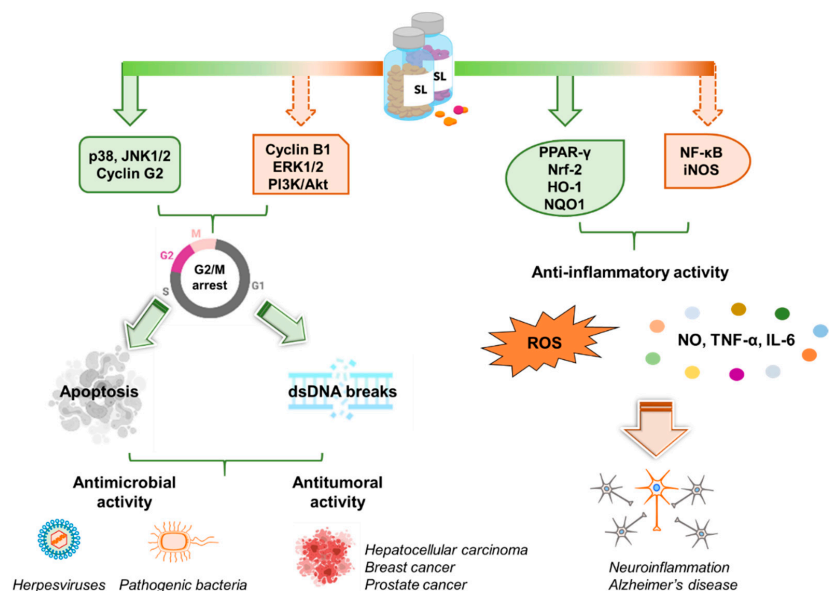 SL
SL
p38, JNK1/2
Cyclin G2
Cyclin B1
ERK1/2
PI3K/Akt
PPAR-γ
Nrf-2
HO-1
NQO1
NF-κB
iNOS
M
G2
S
G1
G2/M
arrest
Anti-inflammatory activity
ROS
NO, TNF-α, IL-6
Apoptosis
dsDNA breaks
Antimicrobial
activity
Antitumoral
activity
Herpesviruses
Pathogenic bacteria
Hepatocellular carcinoma
Breast cancer
Prostate cancer
Neuroinflammation
Alzheimer's disease